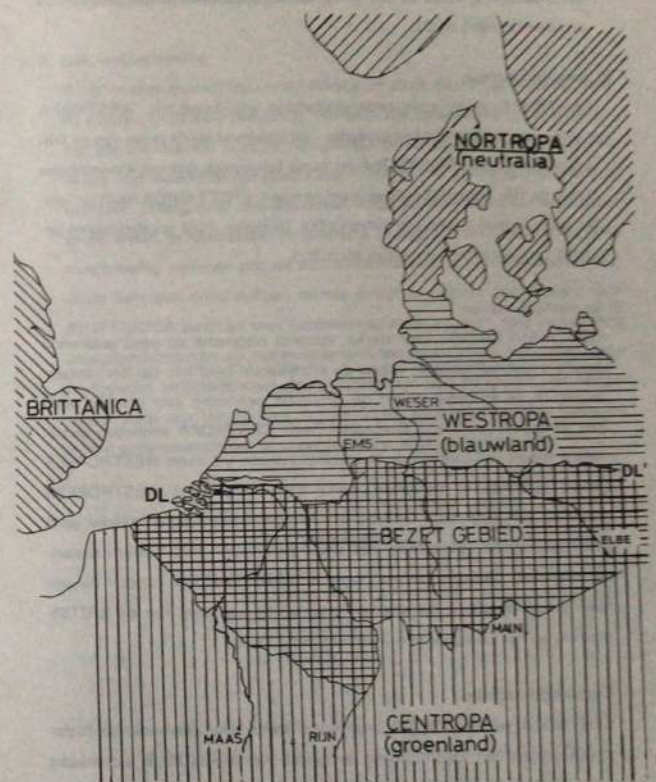 NORTROPA
(neutralia)
BRITTANICA
WESER
WESTROPA
(blauwland)
EMS
DL
DL'
BEZET GEBIED
ELBE
MAIN
CENTROPA
(groenland)
MAAS
RIJN